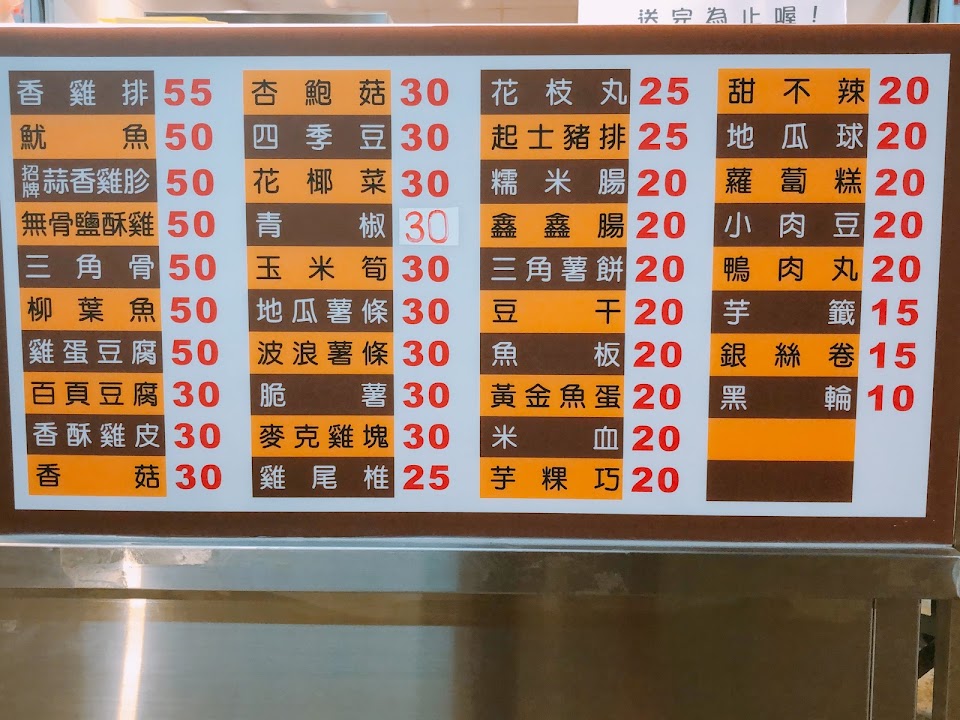 送完為止喔!
香雞排 55
魷魚 50
招牌蒜香雞胗 50
無骨鹽酥雞 50
三角骨 50
柳葉魚 50
雞蛋豆腐 50
百頁豆腐 30
香酥雞皮 30
香菇 30
杏鮑菇 30
四季豆 30
花椰菜 30
青椒 30
玉米筍 30
地瓜薯條 30
波浪薯條 30
脆薯 30
麥克雞塊 30
雞尾椎 25
花枝丸 25
起士豬排 25
糯米腸 20
鑫鑫腸 20
三角薯餅 20
豆干 20
魚板 20
黃金魚蛋 20
米血 20
芋粿巧 20
甜不辣 20
地瓜球 20
蘿蔔糕 20
小肉豆 20
鴨肉丸 20
芋籤 15
銀絲卷 15
黑輪 10